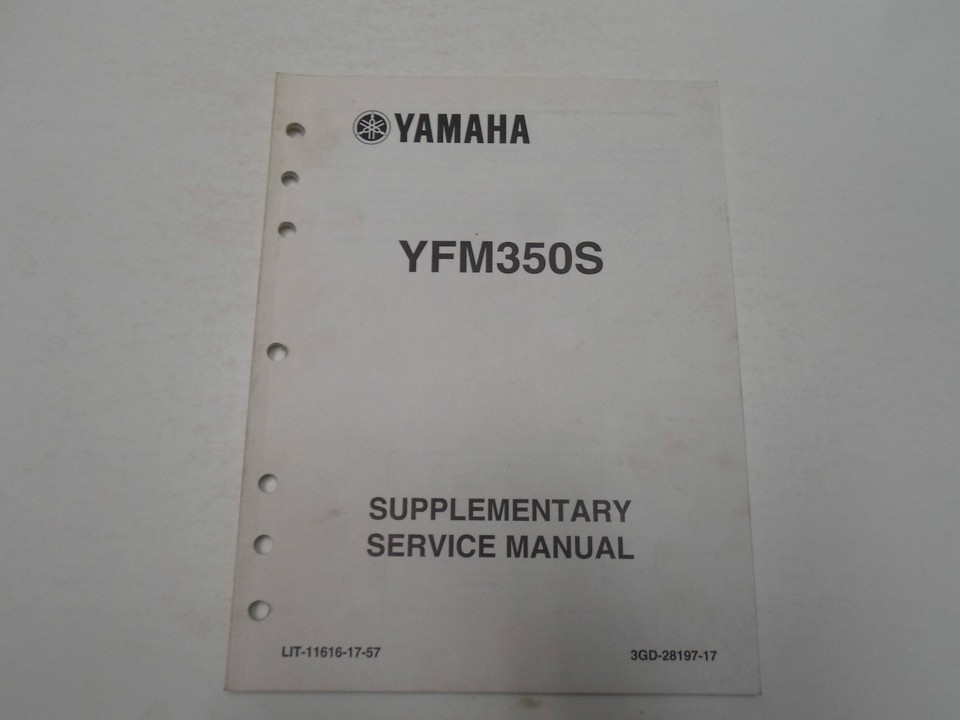 YAMAHA
YFM350S
SUPPLEMENTARY
SERVICE MANUAL
LIT-11616-17-57
3GD-28197-17